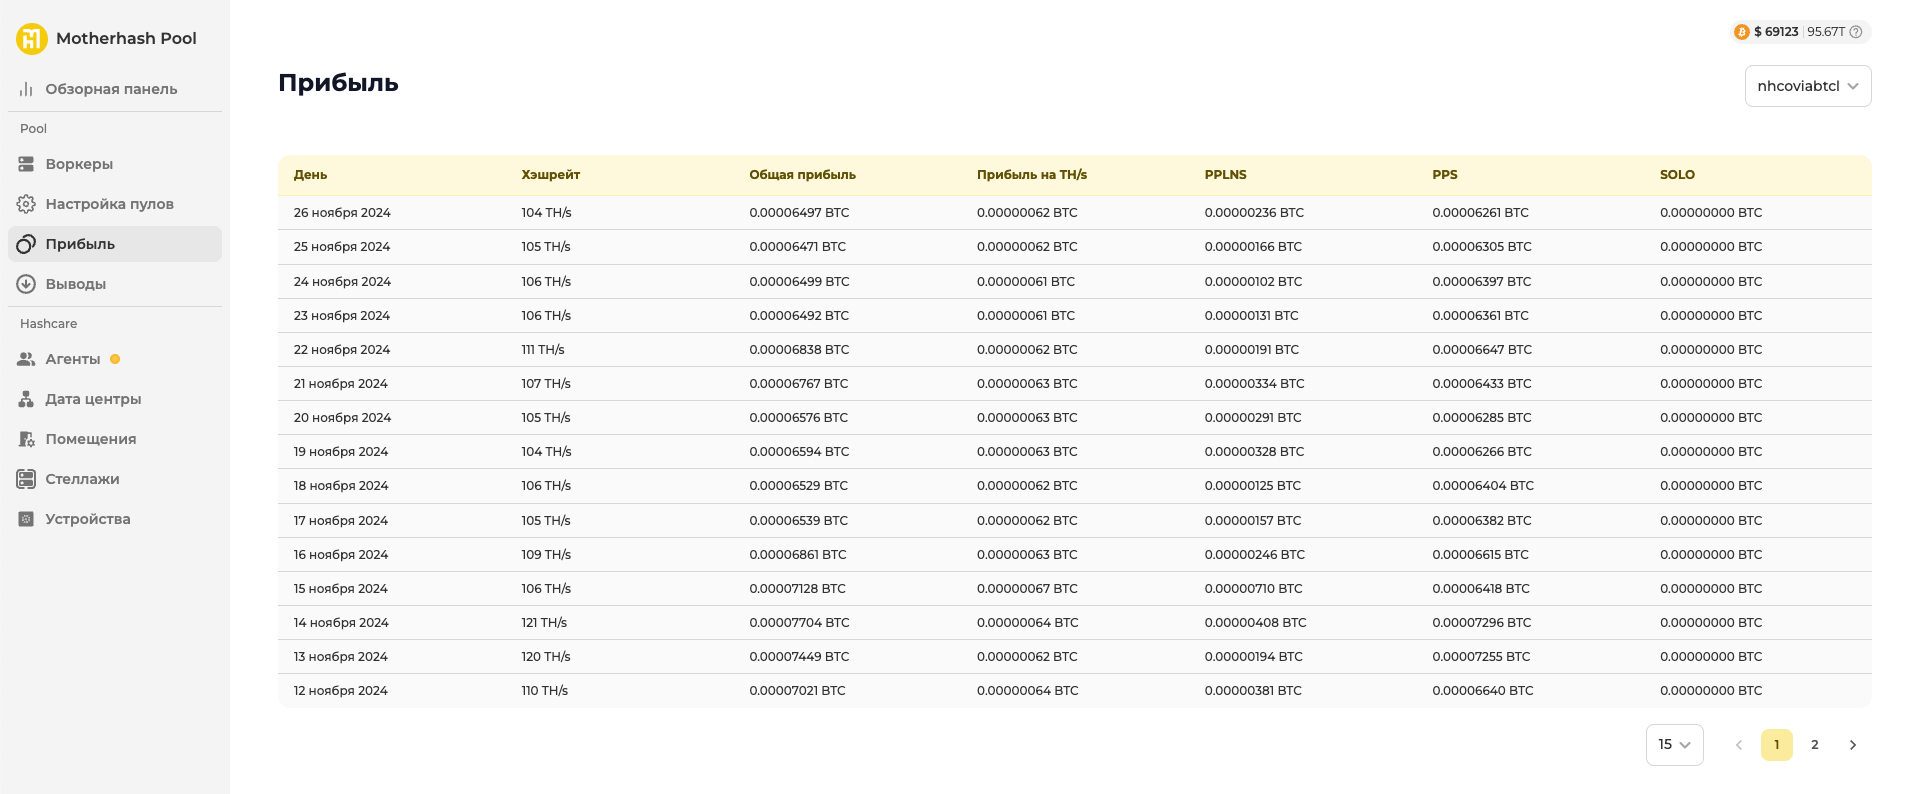 Motherhash Pool
$ 69123 | 95.67T
Обзорная панель
Pool
Воркеры
Настройка пулов
Прибыль
Выводы
Hashcare
Агенты
Дата центры
Помещения
Стеллажи
Устройства
Прибыль
nhcoviabtcl
День Хэшрейт Общая прибыль Прибыль на TH/s PPLNS PPS SOLO
26 ноября 2024 104 TH/s 0.00006497 BTC 0.00000062 BTC 0.00000236 BTC 0.00006261 BTC 0.00000000 BTC
25 ноября 2024 105 TH/s 0.00006471 BTC 0.00000062 BTC 0.00000166 BTC 0.00006305 BTC 0.00000000 BTC
24 ноября 2024 106 TH/s 0.00006499 BTC 0.00000061 BTC 0.00000102 BTC 0.00006397 BTC 0.00000000 BTC
23 ноября 2024 106 TH/s 0.00006492 BTC 0.00000061 BTC 0.00000131 BTC 0.00006361 BTC 0.00000000 BTC
22 ноября 2024 111 TH/s 0.00006838 BTC 0.00000062 BTC 0.00000191 BTC 0.00006647 BTC 0.00000000 BTC
21 ноября 2024 107 TH/s 0.00006767 BTC 0.00000063 BTC 0.00000334 BTC 0.00006433 BTC 0.00000000 BTC
20 ноября 2024 105 TH/s 0.00006576 BTC 0.00000063 BTC 0.00000291 BTC 0.00006285 BTC 0.00000000 BTC
19 ноября 2024 104 TH/s 0.00006594 BTC 0.00000063 BTC 0.00000328 BTC 0.00006266 BTC 0.00000000 BTC
18 ноября 2024 106 TH/s 0.00006529 BTC 0.00000062 BTC 0.00000125 BTC 0.00006404 BTC 0.00000000 BTC
17 ноября 2024 105 TH/s 0.00006539 BTC 0.00000062 BTC 0.00000157 BTC 0.00006382 BTC 0.00000000 BTC
16 ноября 2024 109 TH/s 0.00006861 BTC 0.00000063 BTC 0.00000246 BTC 0.00006615 BTC 0.00000000 BTC
15 ноября 2024 106 TH/s 0.00007128 BTC 0.00000067 BTC 0.00000710 BTC 0.00006418 BTC 0.00000000 BTC
14 ноября 2024 121 TH/s 0.00007704 BTC 0.00000064 BTC 0.00000408 BTC 0.00007296 BTC 0.00000000 BTC
13 ноября 2024 120 TH/s 0.00007449 BTC 0.00000062 BTC 0.00000194 BTC 0.00007255 BTC 0.00000000 BTC
12 ноября 2024 110 TH/s 0.00007021 BTC 0.00000064 BTC 0.00000381 BTC 0.00006640 BTC 0.00000000 BTC
15 1 2